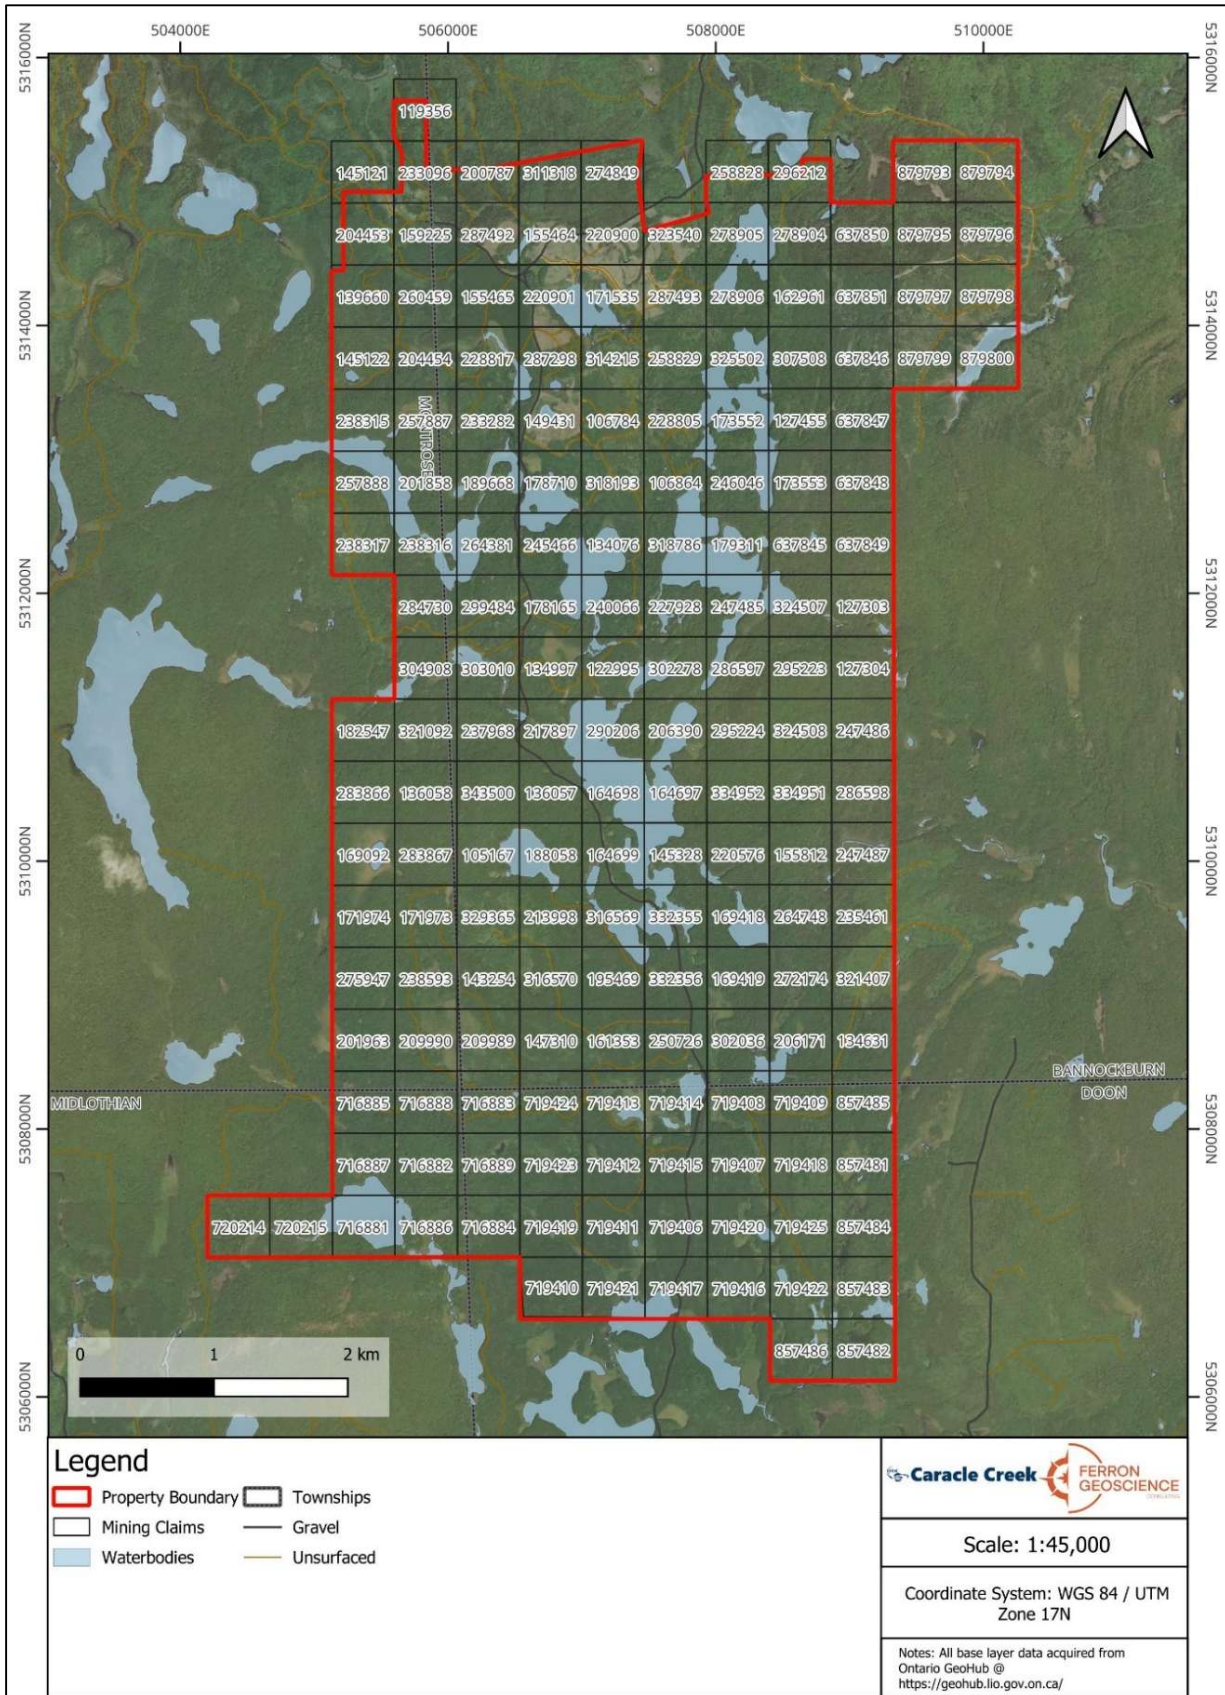 504000E 506000E 508000E 510000E
5316000N 5316000N
119356
145121 233096 200787 311318 274849 258828 296212 879793 879794
204453 159225 287492 155464 220900 323540 278905 278904 637850 879795 879796
139660 260459 155465 220901 171535 287493 278906 162961 637851 879797 879798
5314000N 5314000N
145122 204454 228817 287298 314215 258829 325502 307508 637846 879799 879800
MONTROSE
238315 257887 233282 149431 106784 228805 173552 127455 637847
257888 201858 189668 178710 318193 106864 246046 173553 637848
238317 238316 264381 245466 134076 318786 179311 637845 637849
5312000N 5312000N
284730 299484 178165 240066 227928 247485 324507 127303
304908 303010 134997 122995 302278 286597 295223 127304
182547 321092 237968 217897 290206 206390 295224 324508 247486
283866 136058 343500 136057 164698 164697 334952 334951 286598
5310000N 5310000N
169092 283867 105167 188058 164699 145328 220576 155812 247487
171974 171973 329365 213998 316569 332355 169418 264748 235461
275947 238593 143254 316570 195469 332356 169419 272174 321407
201963 209990 209989 147310 161353 250726 302036 206171 134631
BANNOCKBURN
MIDLOTHIAN DOON
716885 716888 716883 719424 719413 719414 719408 719409 857485
5308000N 5308000N
716887 716882 716889 719423 719412 719415 719407 719418 857481
720214 720215 716881 716886 716884 719419 719411 719406 719420 719425 857484
719410 719421 719417 719416 719422 857483
857486 857482
0 1 2 km
5306000N 5306000N
Legend
Property Boundary Townships
Mining Claims Gravel
Waterbodies Unsurfaced
Caracle Creek
FERRON
GEOSCIENCE
Scale: 1:45,000
Coordinate System: WGS 84 / UTM
Zone 17N
Notes: All base layer data acquired from
Ontario GeoHub @
https://geohub.lio.gov.on.ca/